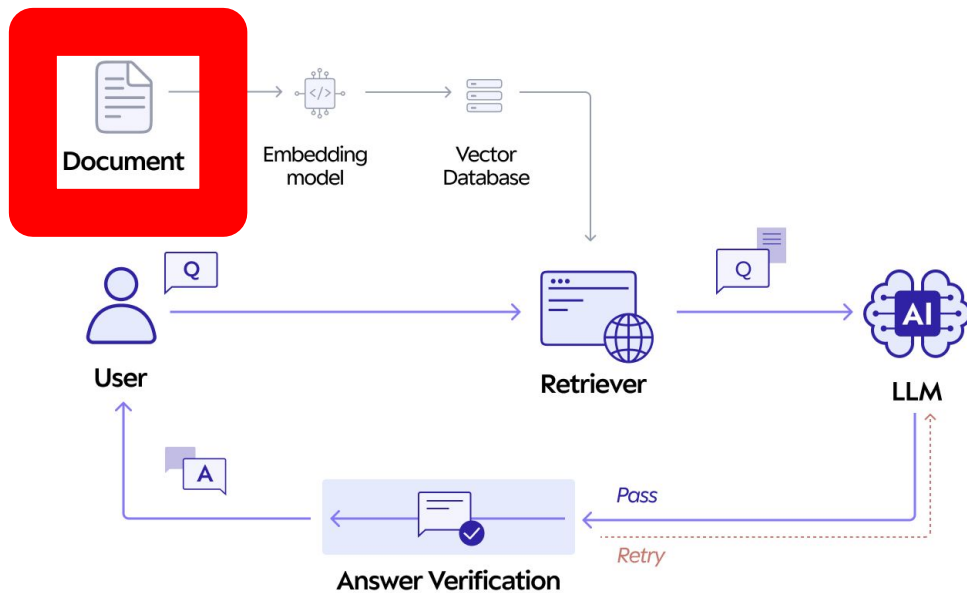 Document
Embedding
model
Vector
Database
Q
Q
User
Retriever
AI
LLM
A
Pass
Retry
Answer Verification